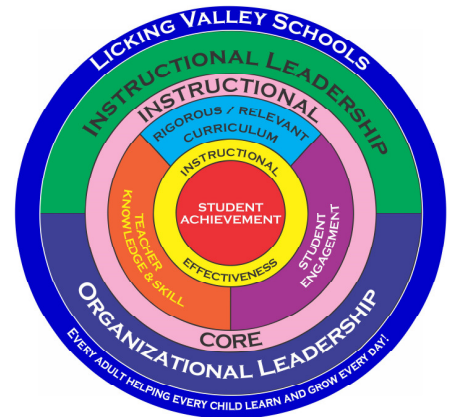 LICKING VALLEY SCHOOLS
INSTRUCTIONAL LEADERSHIP
INSTRUCTIONAL
RIGOROUS / RELEVANT
CURRICULUM
INSTRUCTIONAL
STUDENT
ACHIEVEMENT
EFFECTIVENESS
TEACHER
KNOWLEDGE & SKILL
STUDENT
ENGAGEMENT
CORE
ORGANIZATIONAL LEADERSHIP
EVERY ADULT HELPING EVERY CHILD LEARN AND GROW EVERY DAY!